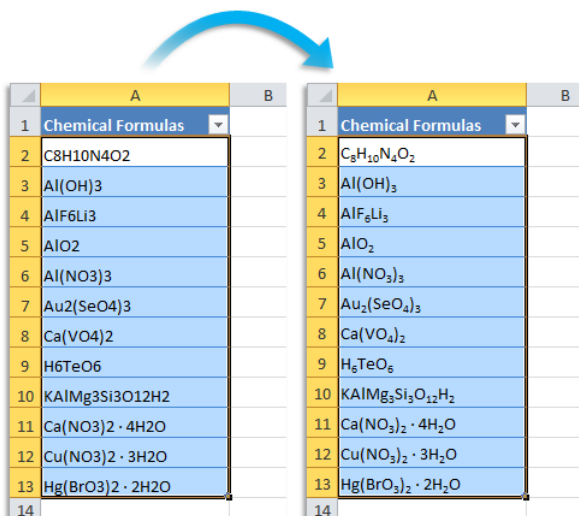 A B A B
1 Chemical Formulas 1 Chemical Formulas
2 C8H10N4O2 2 C₈H₁₀N₄O₂
3 Al(OH)3 3 Al(OH)₃
4 AlF6Li3 4 AlF₆Li₃
5 AlO2 5 AlO₂
6 Al(NO3)3 6 Al(NO₃)₃
7 Au2(SeO4)3 7 Au₂(SeO₄)₃
8 Ca(VO4)2 8 Ca(VO₄)₂
9 H6TeO6 9 H₆TeO₆
10 KAlMg3Si3O12H2 10 KAlMg₃Si₃O₁₂H₂
11 Ca(NO3)2 · 4H2O 11 Ca(NO₃)₂ · 4H₂O
12 Cu(NO3)2 · 3H2O 12 Cu(NO₃)₂ · 3H₂O
13 Hg(BrO3)2 · 2H2O 13 Hg(BrO₃)₂ · 2H₂O
14 14